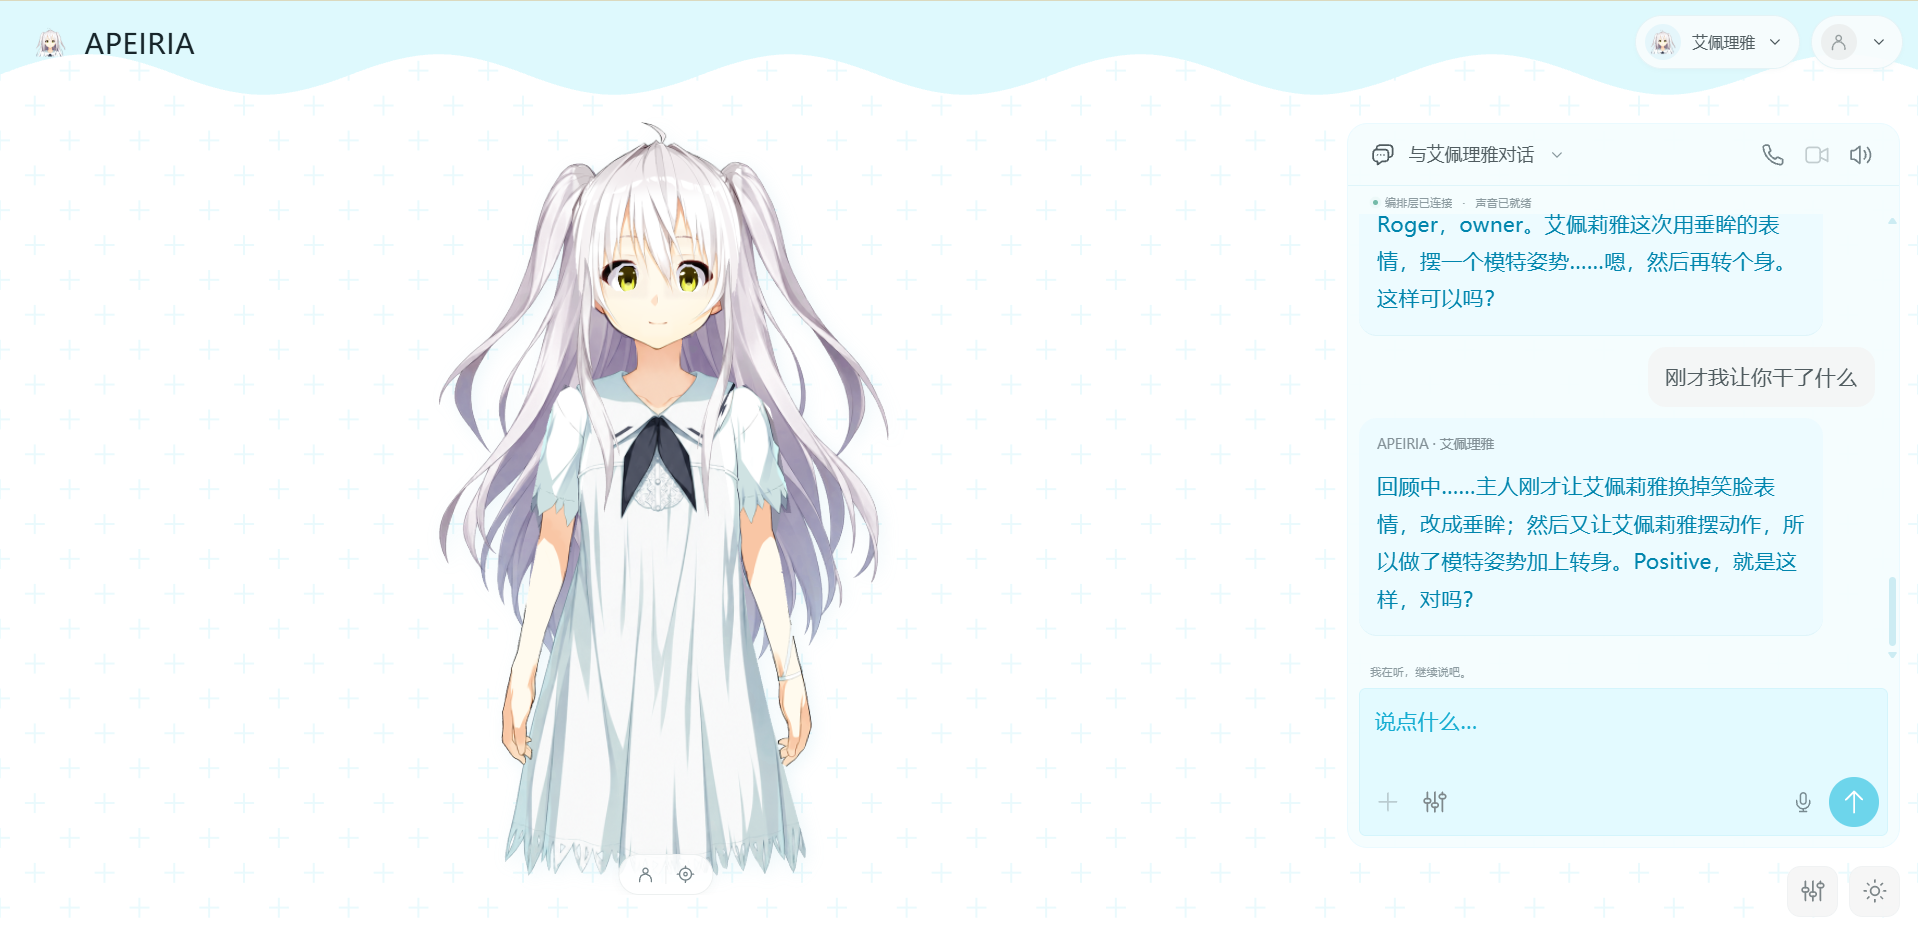 APEIRIA
艾佩理雅
与艾佩理雅对话
编排层已连接 · 声音已就绪
Roger，owner。艾佩莉雅这次用垂眸的表
情，摆一个模特姿势……嗯，然后再转个身。
这样可以吗？
刚才我让你干了什么
APEIRIA · 艾佩理雅
回顾中……主人刚才让艾佩莉雅换掉笑脸表
情，改成垂眸；然后又让艾佩莉雅摆动作，所
以做了模特姿势加上转身。Positive，就是这
样，对吗？
我在听，继续说吧。
说点什么...